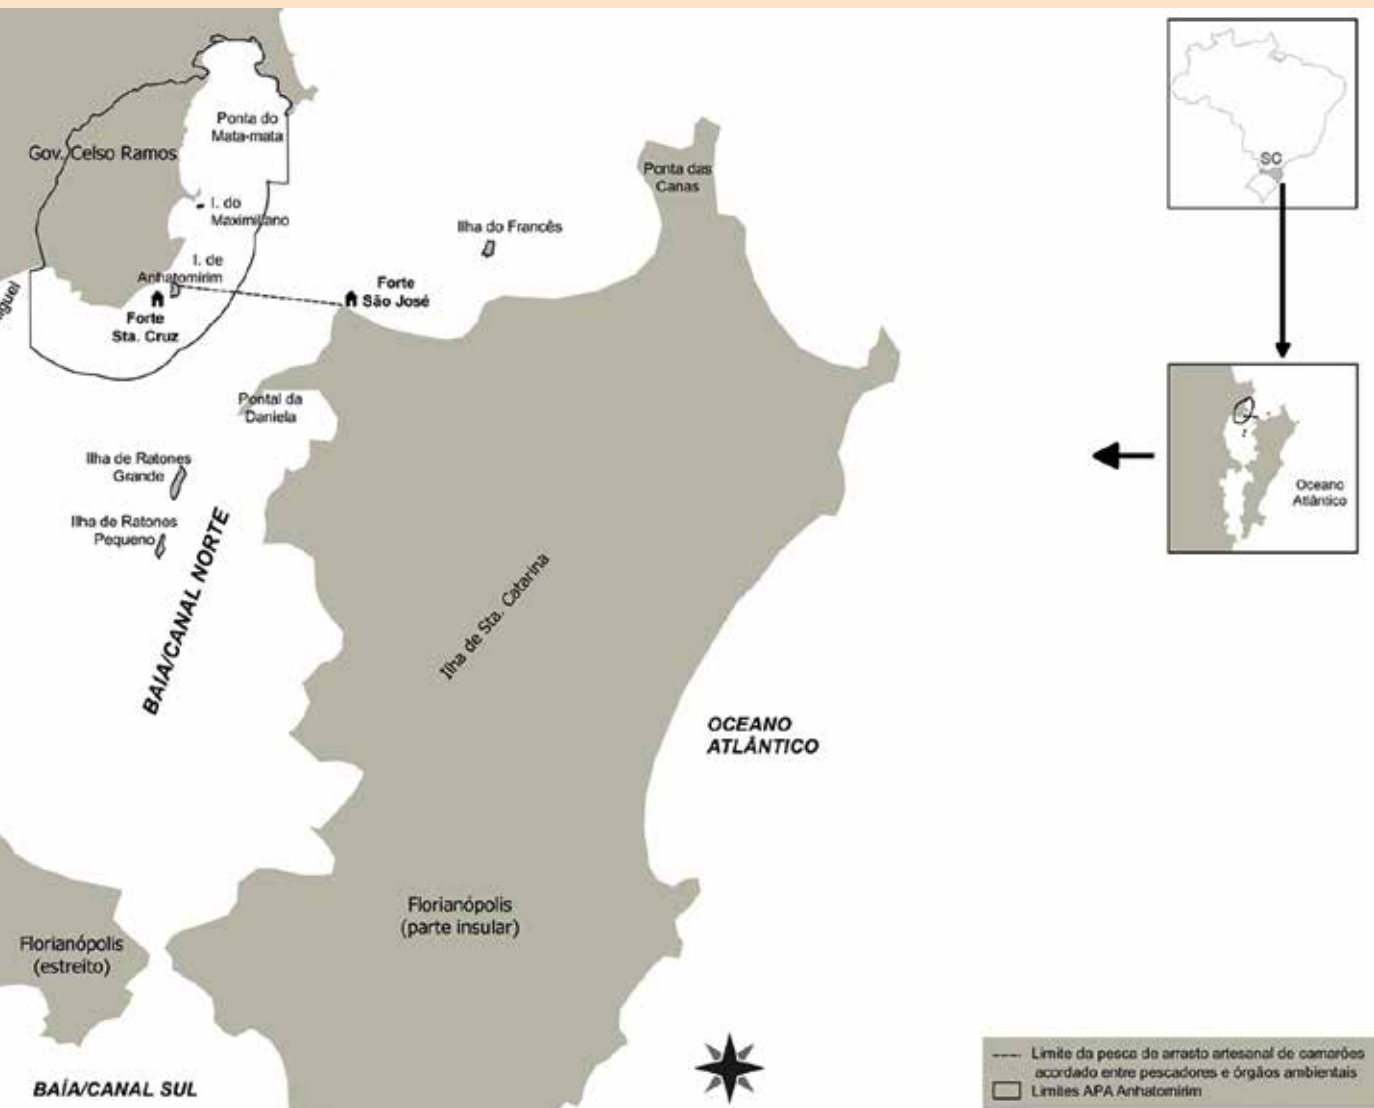 Ponta do
Mata-mata
Gov. Celso Ramos
I. do
Maximiliano
I. de
Anhatomirim
Forte
Sta. Cruz
Forte
São José
Ilha do Francês
Ponta das
Canas
Pontal da
Daniela
Ilha de Ratones
Grande
Ilha de Ratones
Pequeno
BAIA/CANAL NORTE
Ilha de Sta. Catarina
OCEANO
ATLÂNTICO
Florianópolis
(parte insular)
Florianópolis
(estreito)
BAÍA/CANAL SUL
SC
Oceano
Atlântico
Limite da pesca de arrasto artesanal de camarões
acordado entre pescadores e órgãos ambientais
Limites APA Anhatomirim